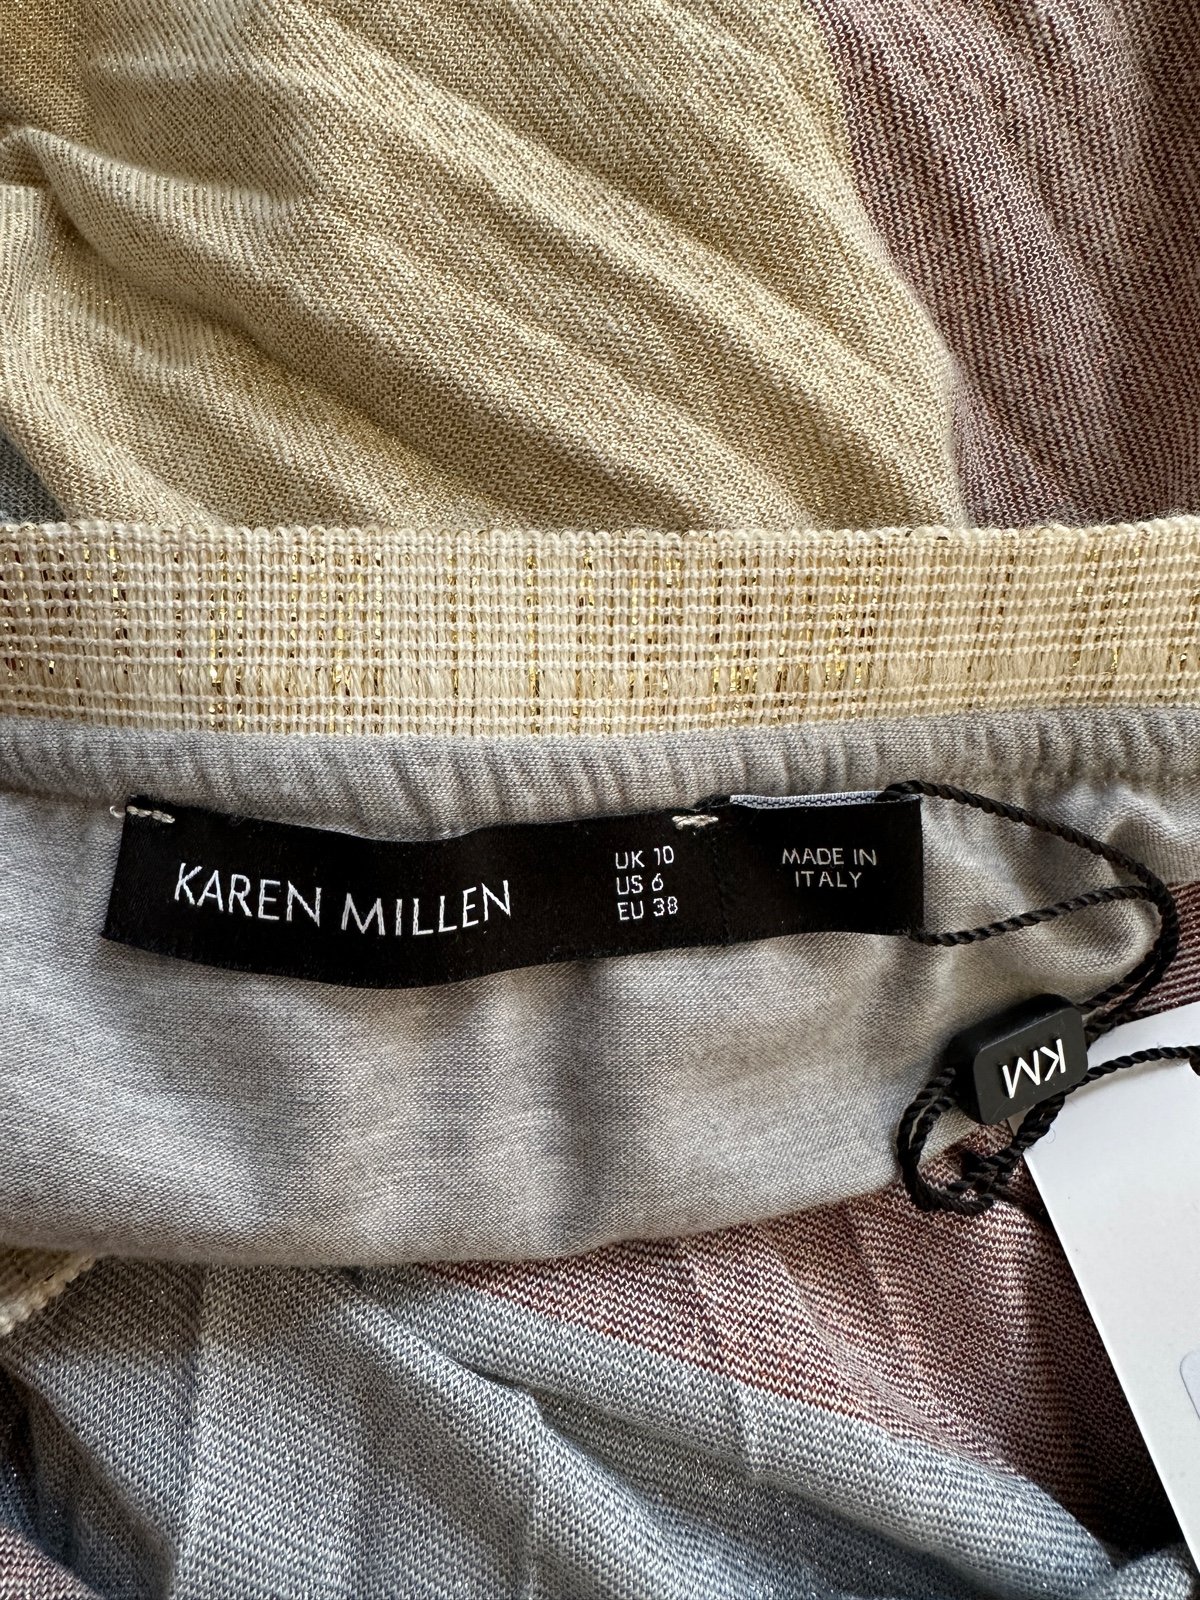 KAREN MILLEN
UK 10
US 6
EU 38
MADE IN
ITALY
KM